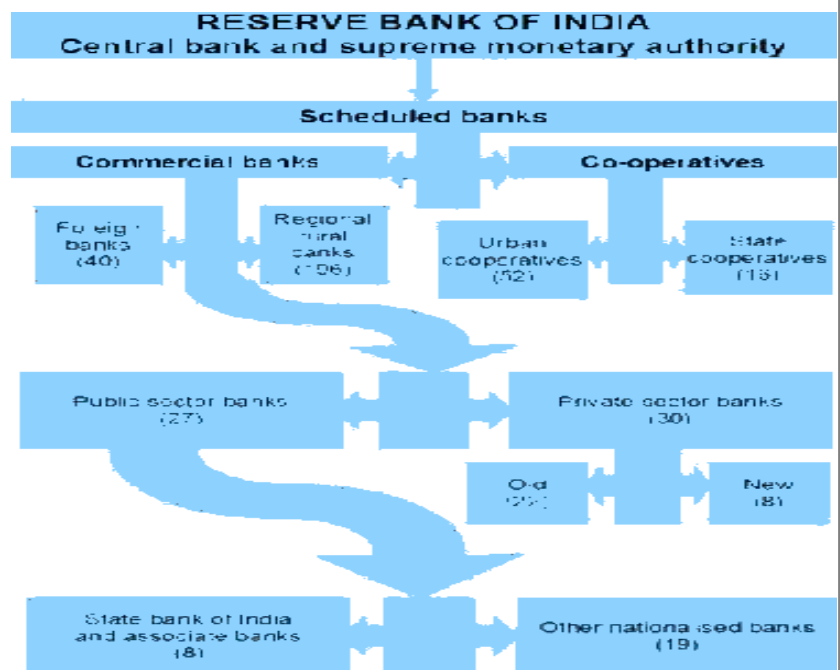 RESERVE BANK OF INDIA
Central bank and supreme monetary authority
Scheduled banks
Commercial banks
Co-operatives
Foreign
banks
(40)
Regional
rural
banks
(196)
Urban
cooperatives
(52)
State
cooperatives
(16)
Public sector banks
(27)
Private sector banks
(30)
Old
(22)
New
(8)
State bank of India
and associate banks
(8)
Other nationalised banks
(19)